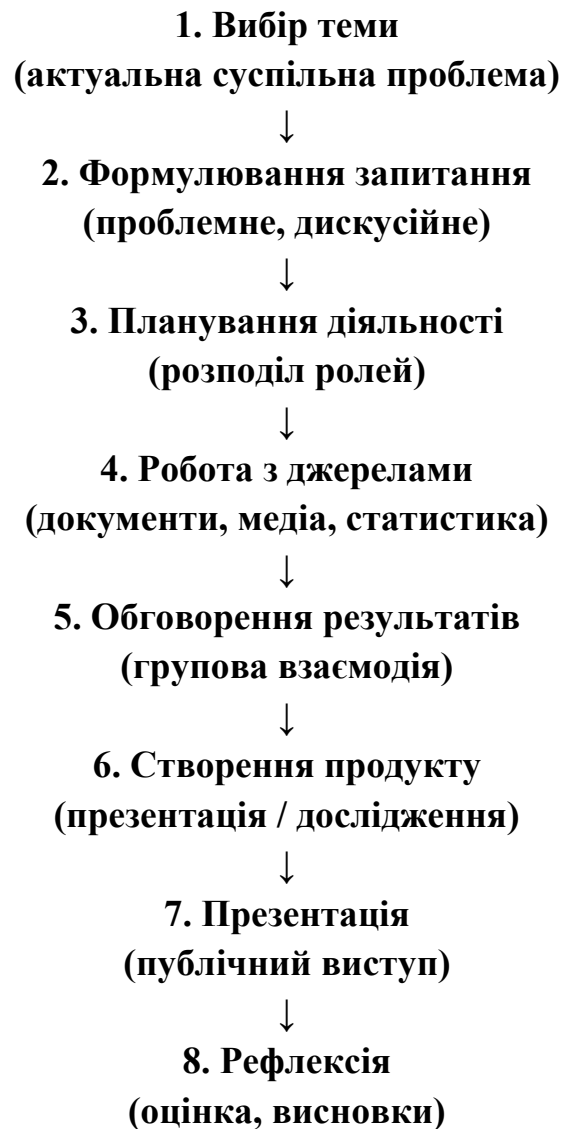 1. Вибір теми
(актуальна суспільна проблема)
↓
2. Формулювання запитання
(проблемне, дискусійне)
↓
3. Планування діяльності
(розподіл ролей)
↓
4. Робота з джерелами
(документи, медіа, статистика)
↓
5. Обговорення результатів
(групова взаємодія)
↓
6. Створення продукту
(презентація / дослідження)
↓
7. Презентація
(публічний виступ)
↓
8. Рефлексія
(оцінка, висновки)